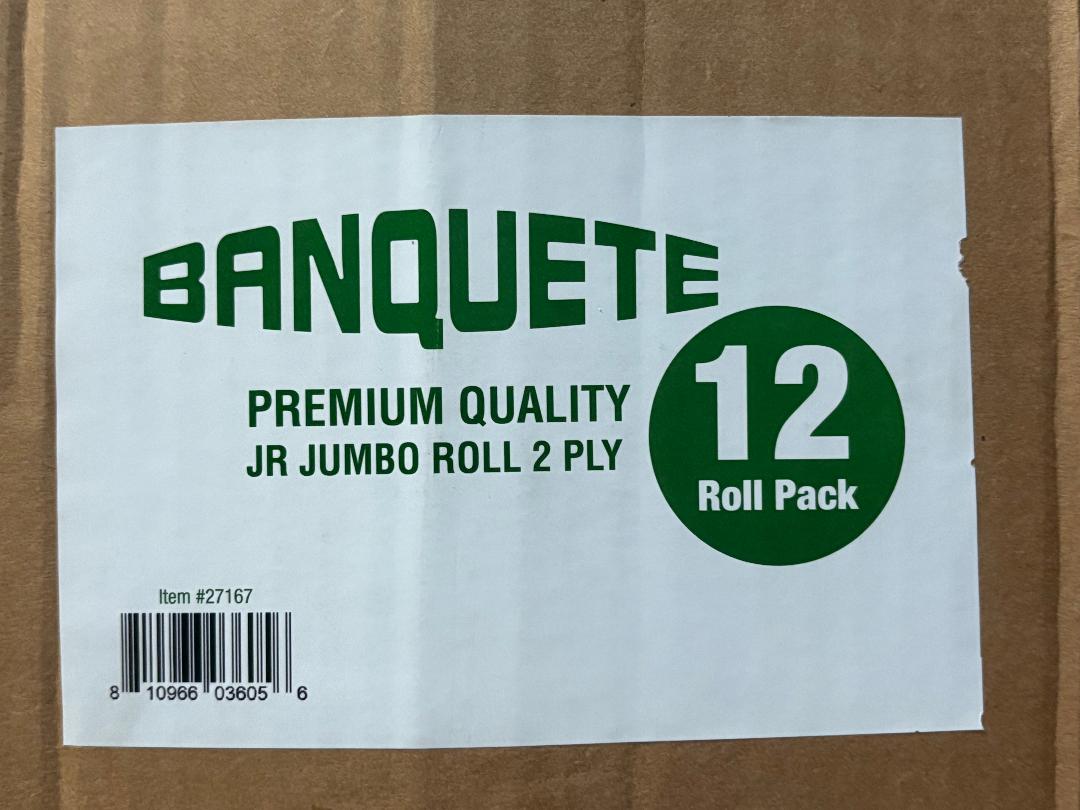 BANQUETE
PREMIUM QUALITY
JR JUMBO ROLL 2 PLY
12
Roll Pack
Item #27167
8 10966 03605 6